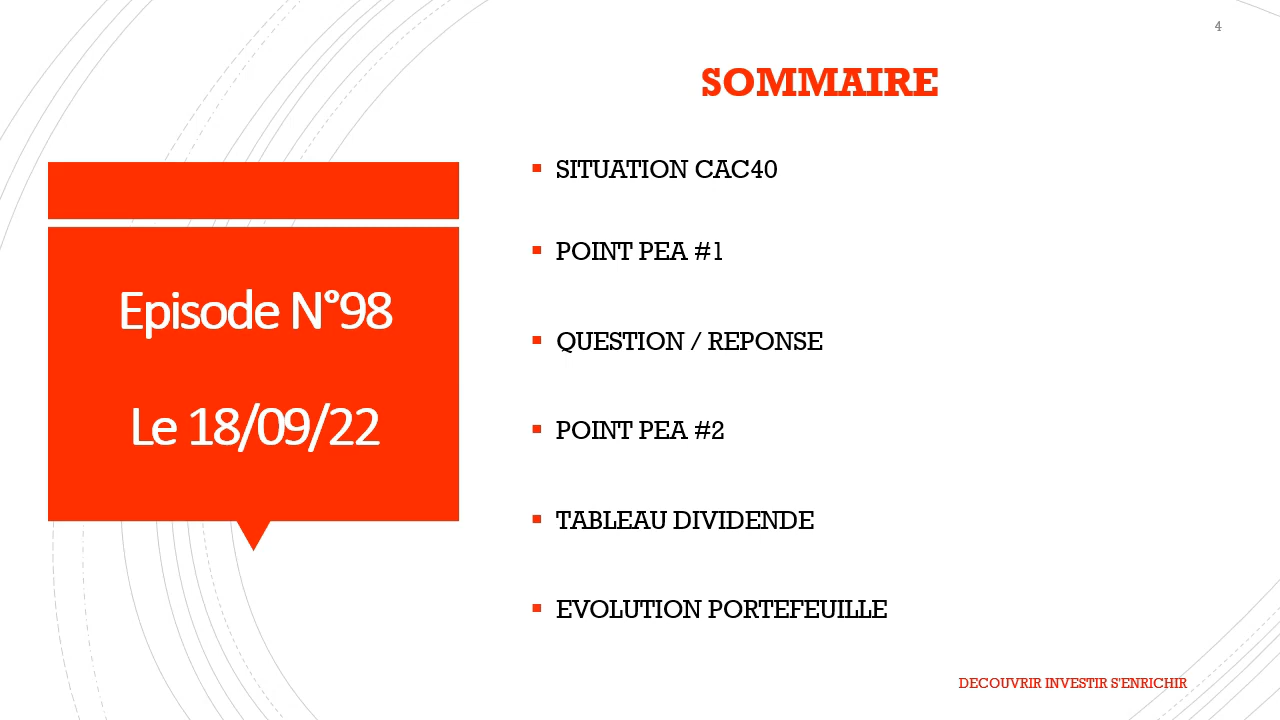 4
SOMMAIRE
Episode N°98
Le 18/09/22
SITUATION CAC40
POINT PEA #1
QUESTION / REPONSE
POINT PEA #2
TABLEAU DIVIDENDE
EVOLUTION PORTEFEUILLE
DECOUVRIR INVESTIR S'ENRICHIR